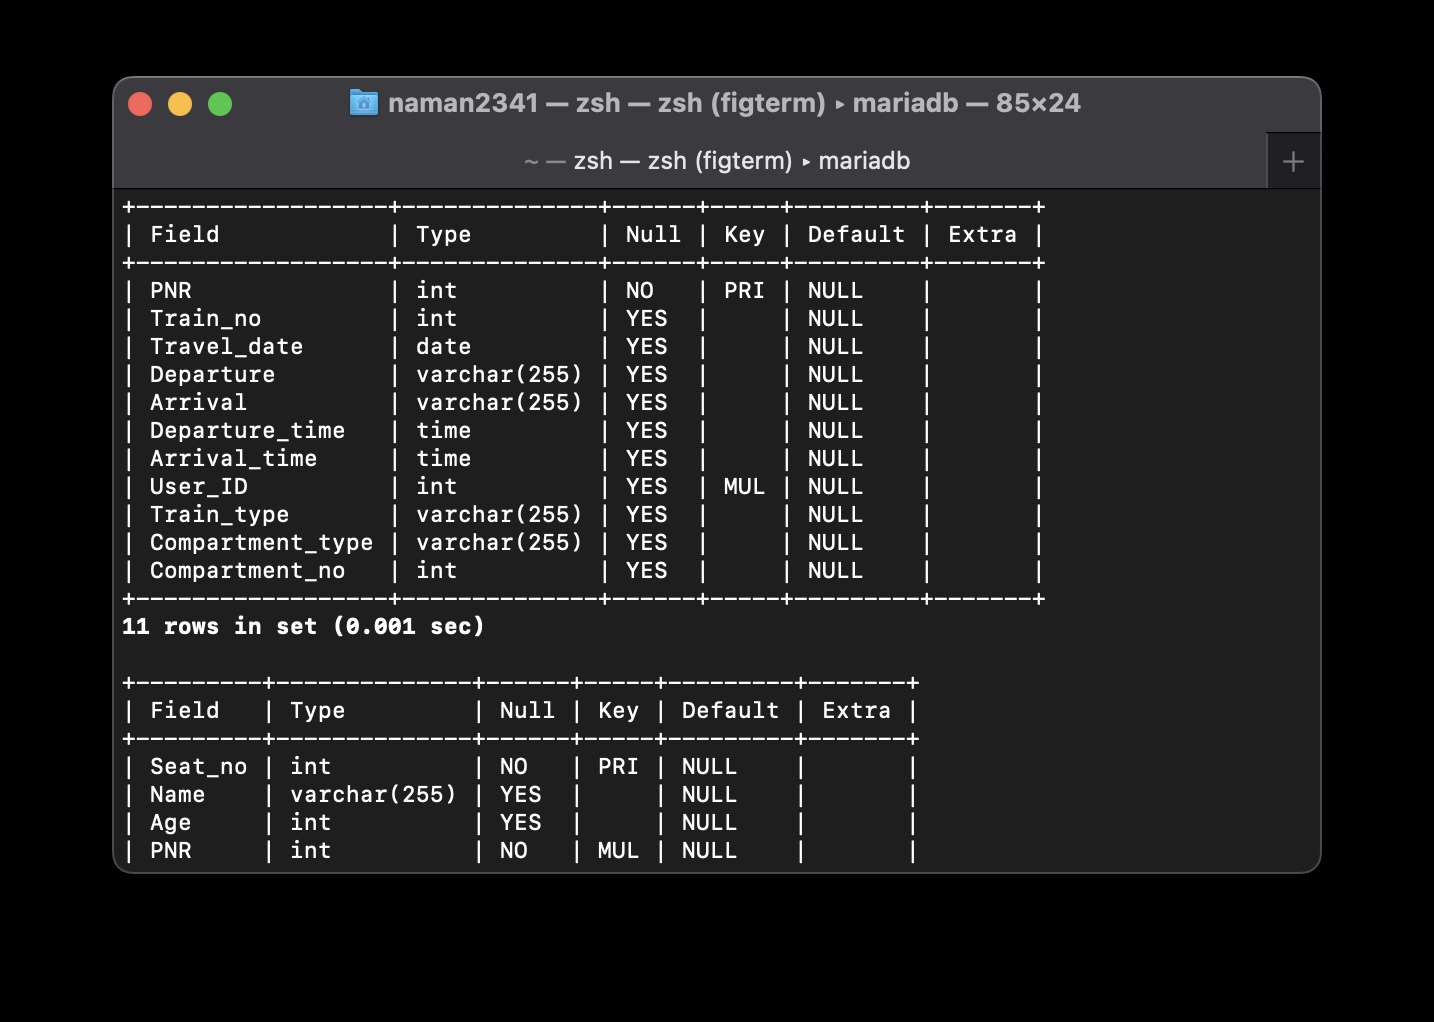 naman2341 — zsh — zsh (figterm) ▸ mariadb — 85×24
~ — zsh — zsh (figterm) ▸ mariadb +
+------------------+--------------+------+-----+---------+-------+
| Field            | Type         | Null | Key | Default | Extra |
+------------------+--------------+------+-----+---------+-------+
| PNR              | int          | NO   | PRI | NULL    |       |
| Train_no         | int          | YES  |     | NULL    |       |
| Travel_date      | date         | YES  |     | NULL    |       |
| Departure        | varchar(255) | YES  |     | NULL    |       |
| Arrival          | varchar(255) | YES  |     | NULL    |       |
| Departure_time   | time         | YES  |     | NULL    |       |
| Arrival_time     | time         | YES  |     | NULL    |       |
| User_ID          | int          | YES  | MUL | NULL    |       |
| Train_type       | varchar(255) | YES  |     | NULL    |       |
| Compartment_type | varchar(255) | YES  |     | NULL    |       |
| Compartment_no   | int          | YES  |     | NULL    |       |
+------------------+--------------+------+-----+---------+-------+
11 rows in set (0.001 sec)

+---------+--------------+------+-----+---------+-------+
| Field   | Type         | Null | Key | Default | Extra |
+---------+--------------+------+-----+---------+-------+
| Seat_no | int          | NO   | PRI | NULL    |       |
| Name    | varchar(255) | YES  |     | NULL    |       |
| Age     | int          | YES  |     | NULL    |       |
| PNR     | int          | NO   | MUL | NULL    |       |